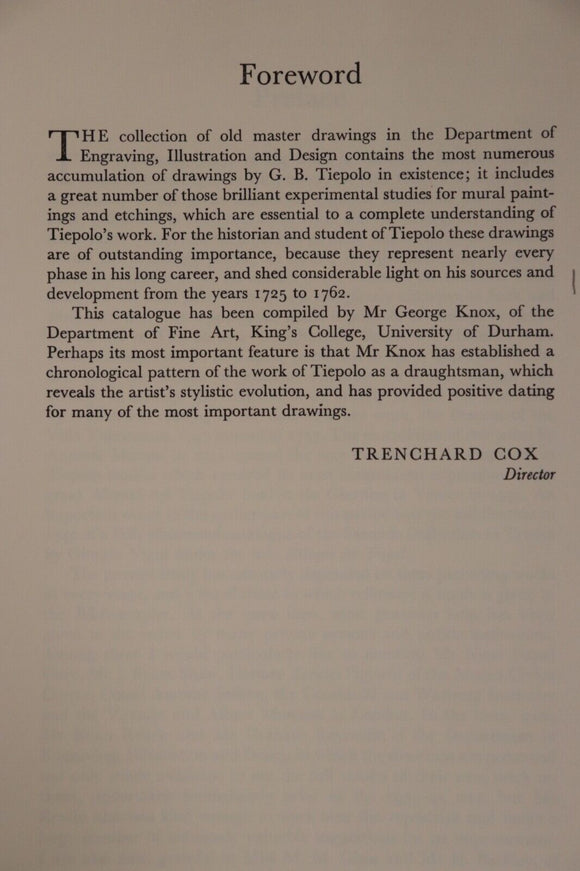 Foreword
THE collection of old master drawings in the Department of
Engraving, Illustration and Design contains the most numerous
accumulation of drawings by G. B. Tiepolo in existence; it includes
a great number of those brilliant experimental studies for mural paint-
ings and etchings, which are essential to a complete understanding of
Tiepolo's work. For the historian and student of Tiepolo these drawings
are of outstanding importance, because they represent nearly every
phase in his long career, and shed considerable light on his sources and
development from the years 1725 to 1762.
This catalogue has been compiled by Mr George Knox, of the
Department of Fine Art, King's College, University of Durham.
Perhaps its most important feature is that Mr Knox has established a
chronological pattern of the work of Tiepolo as a draughtsman, which
reveals the artist's stylistic evolution, and has provided positive dating
for many of the most important drawings.
TRENCHARD COX
Director